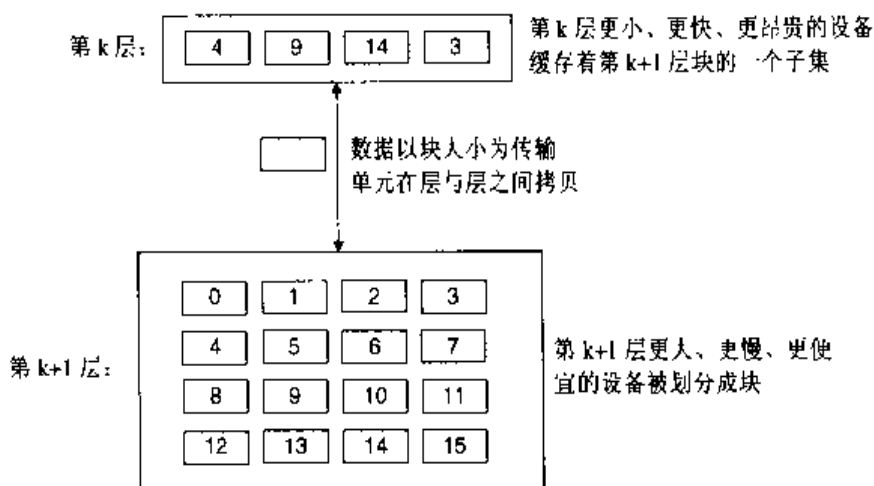 第 k 层:
4 9 14 3
第 k 层更小、更快、更昂贵的设备
缓存着第 k+1 层块的一个子集
数据以块大小为传输
单元在层与层之间拷贝
0 1 2 3
4 5 6 7
8 9 10 11
12 13 14 15
第 k+1 层:
第 k+1 层更大、更慢、更便
宜的设备被划分成块